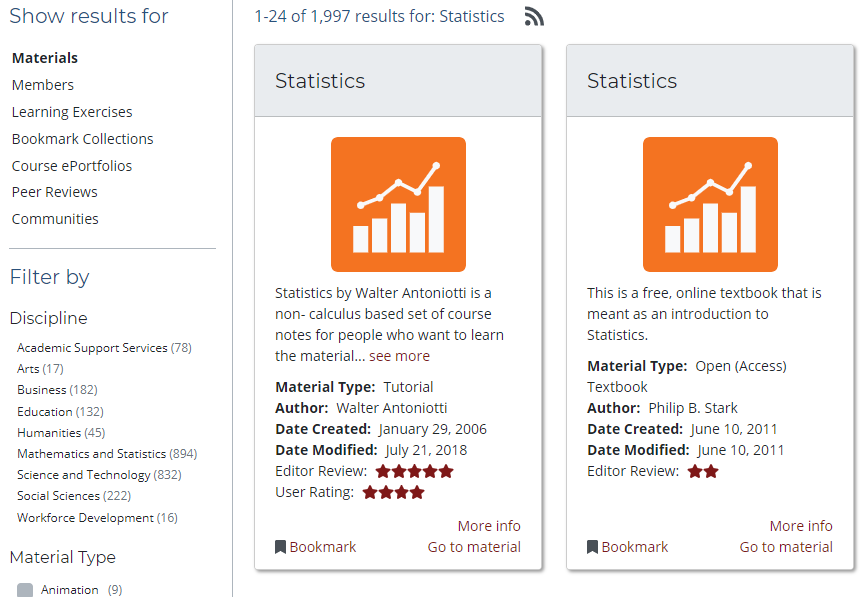 Show results for
Materials
Members
Learning Exercises
Bookmark Collections
Course ePortfolios
Peer Reviews
Communities
Filter by
Discipline
Academic Support Services (78)
Arts (17)
Business (182)
Education (132)
Humanities (45)
Mathematics and Statistics (894)
Science and Technology (832)
Social Sciences (222)
Workforce Development (16)
Material Type
Animation (9)
1-24 of 1,997 results for: Statistics
Statistics
Statistics by Walter Antoniotti is a
non- calculus based set of course
notes for people who want to learn
the material... see more
Material Type: Tutorial
Author: Walter Antoniotti
Date Created: January 29, 2006
Date Modified: July 21, 2018
Editor Review:
User Rating:
More info
Bookmark Go to material
Statistics
This is a free, online textbook that is
meant as an introduction to
Statistics.
Material Type: Open (Access)
Textbook
Author: Philip B. Stark
Date Created: June 10, 2011
Date Modified: June 10, 2011
Editor Review:
More info
Bookmark Go to material